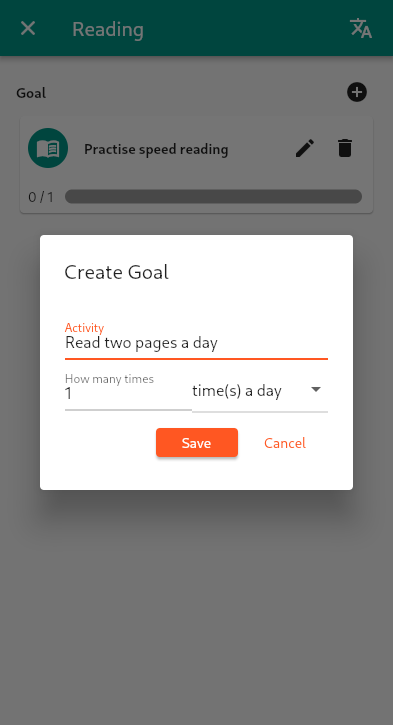 Reading
Goal
Practise speed reading
0 / 1
Create Goal
Activity
Read two pages a day
How many times
1
time(s) a day
Save
Cancel